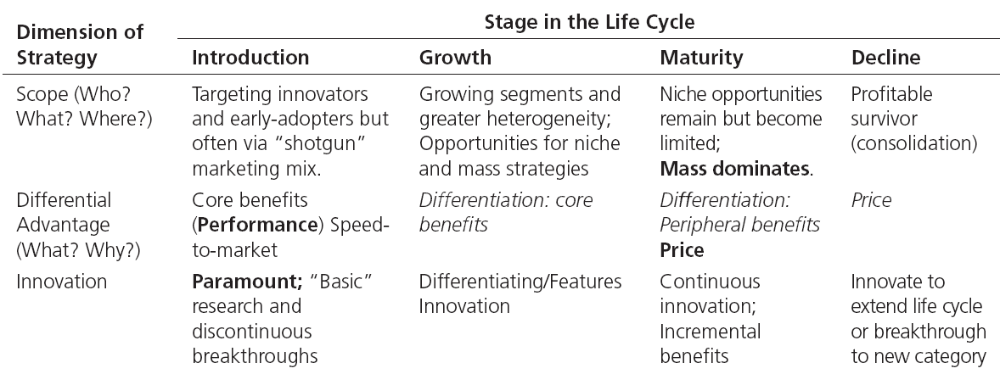 Stage in the Life Cycle
Dimension of
Strategy
Introduction
Growth
Maturity
Decline
Scope (Who?
What? Where?)
Targeting innovators
and early-adopters but
often via “shotgun”
marketing mix.
Growing segments and
greater heterogeneity;
Opportunities for niche
and mass strategies
Niche opportunities
remain but become
limited;
Mass dominates.
Profitable
survivor
(consolidation)
Differential
Advantage
(What? Why?)
Core benefits
(Performance) Speed-
to-market
Differentiation: core
benefits
Differentiation:
Peripheral benefits
Price
Price
Innovation
Paramount; “Basic”
research and
discontinuous
breakthroughs
Differentiating/Features
Innovation
Continuous
innovation;
Incremental
benefits
Innovate to
extend life cycle
or breakthrough
to new category